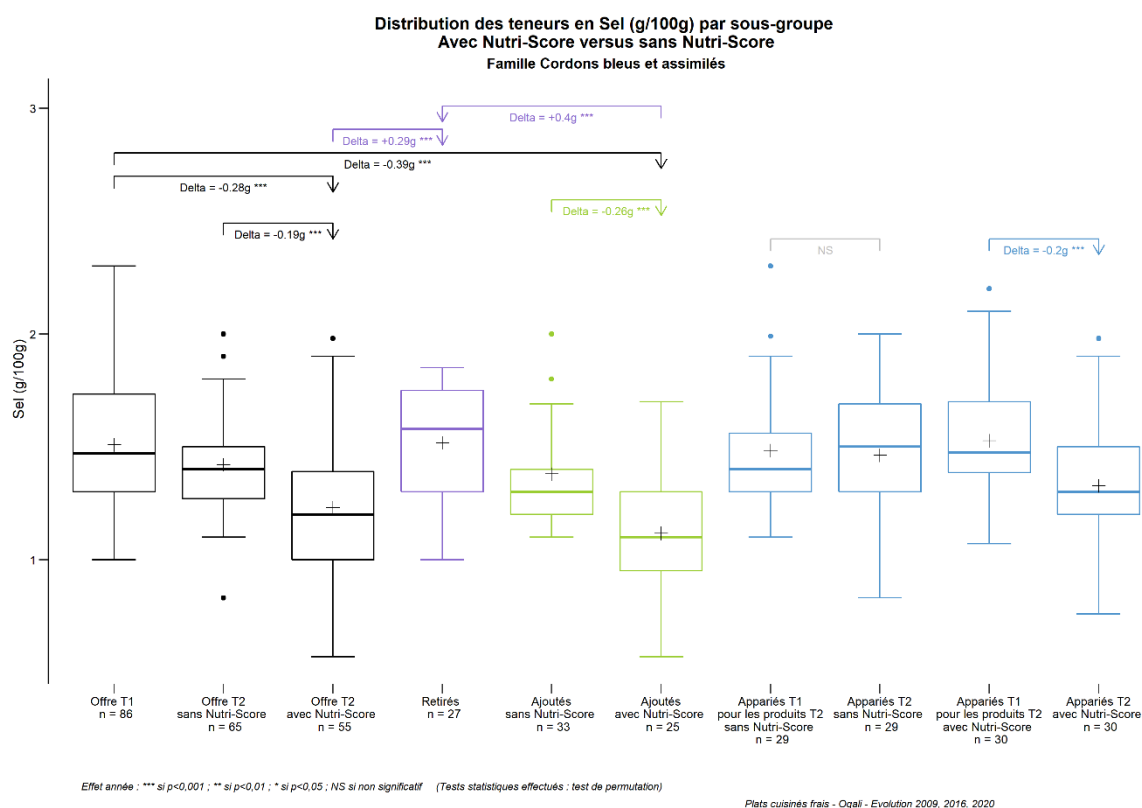 Distribution des teneurs en Sel (g/100g) par sous-groupe
Avec Nutri-Score versus sans Nutri-Score
Famille Cordons bleus et assimilés
3
2
1
Sel (g/100g)
Delta = +0.4g ***
Delta = +0.29g ***
Delta = -0.39g ***
Delta = -0.28g ***
Delta = -0.26g ***
Delta = -0.19g ***
NS
Delta = -0.2g ***
Offre T1
n = 86
Offre T2
sans Nutri-Score
n = 65
Offre T2
avec Nutri-Score
n = 55
Retirés
n = 27
Ajoutés
sans Nutri-Score
n = 33
Ajoutés
avec Nutri-Score
n = 25
Appariés T1
pour les produits T2
sans Nutri-Score
n = 29
Appariés T2
sans Nutri-Score
n = 29
Appariés T1
pour les produits T2
avec Nutri-Score
n = 30
Appariés T2
avec Nutri-Score
n = 30
Effet année : *** si p<0,001 ; ** si p<0,01 ; * si p<0,05 ; NS si non significatif (Tests statistiques effectués : test de permutation)
Plats cuisinés frais - Oqali - Evolution 2009, 2016, 2020